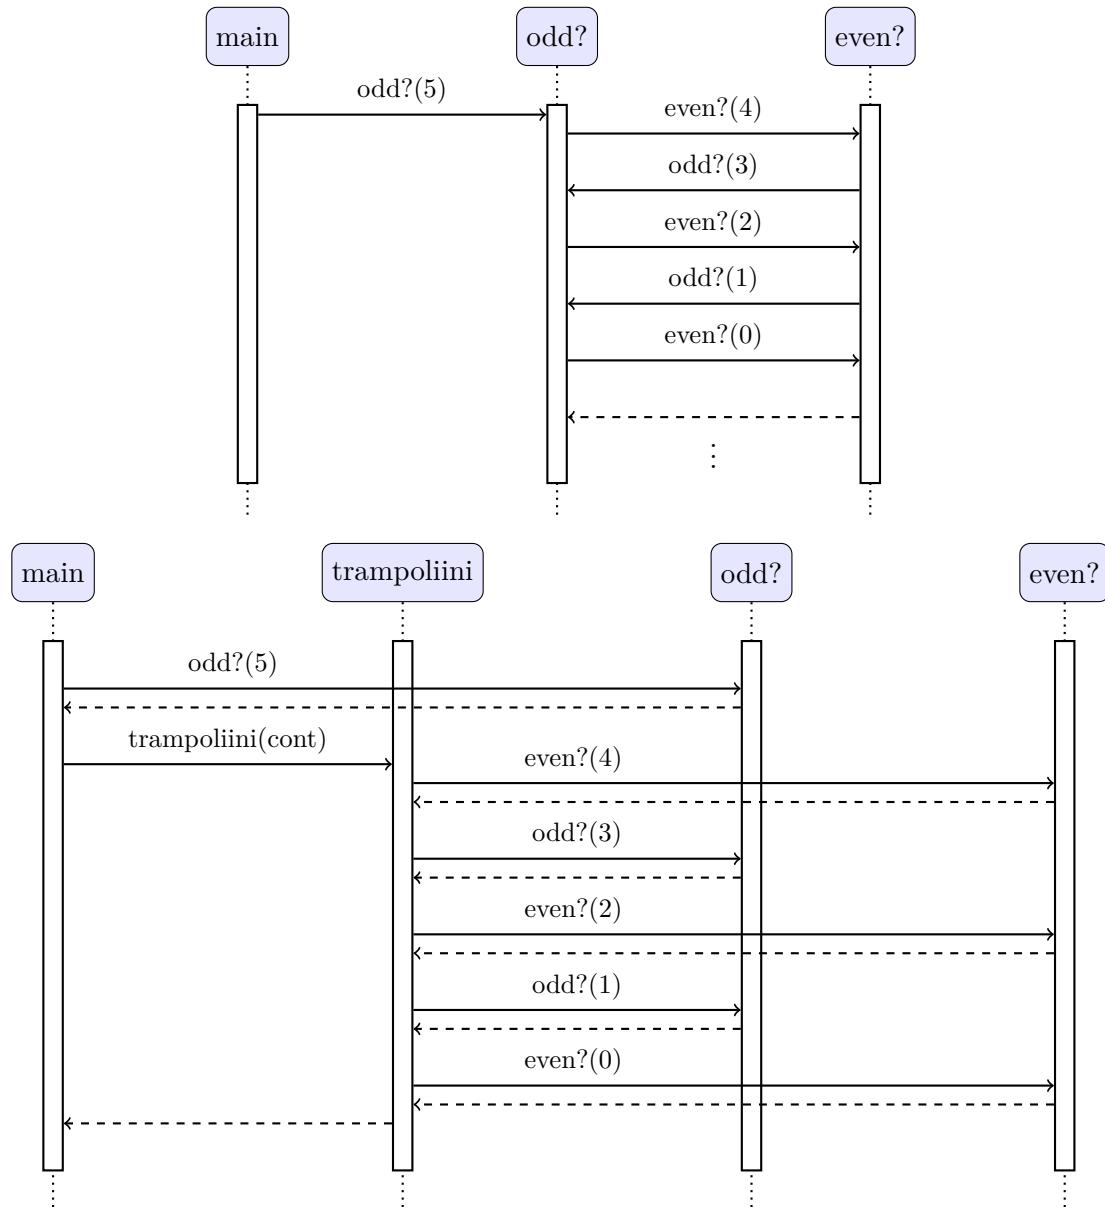 main odd? even?
odd?(5)
even?(4)
odd?(3)
even?(2)
odd?(1)
even?(0)
⋮
main trampoliini odd? even?
odd?(5)
trampoliini(cont)
even?(4)
odd?(3)
even?(2)
odd?(1)
even?(0)